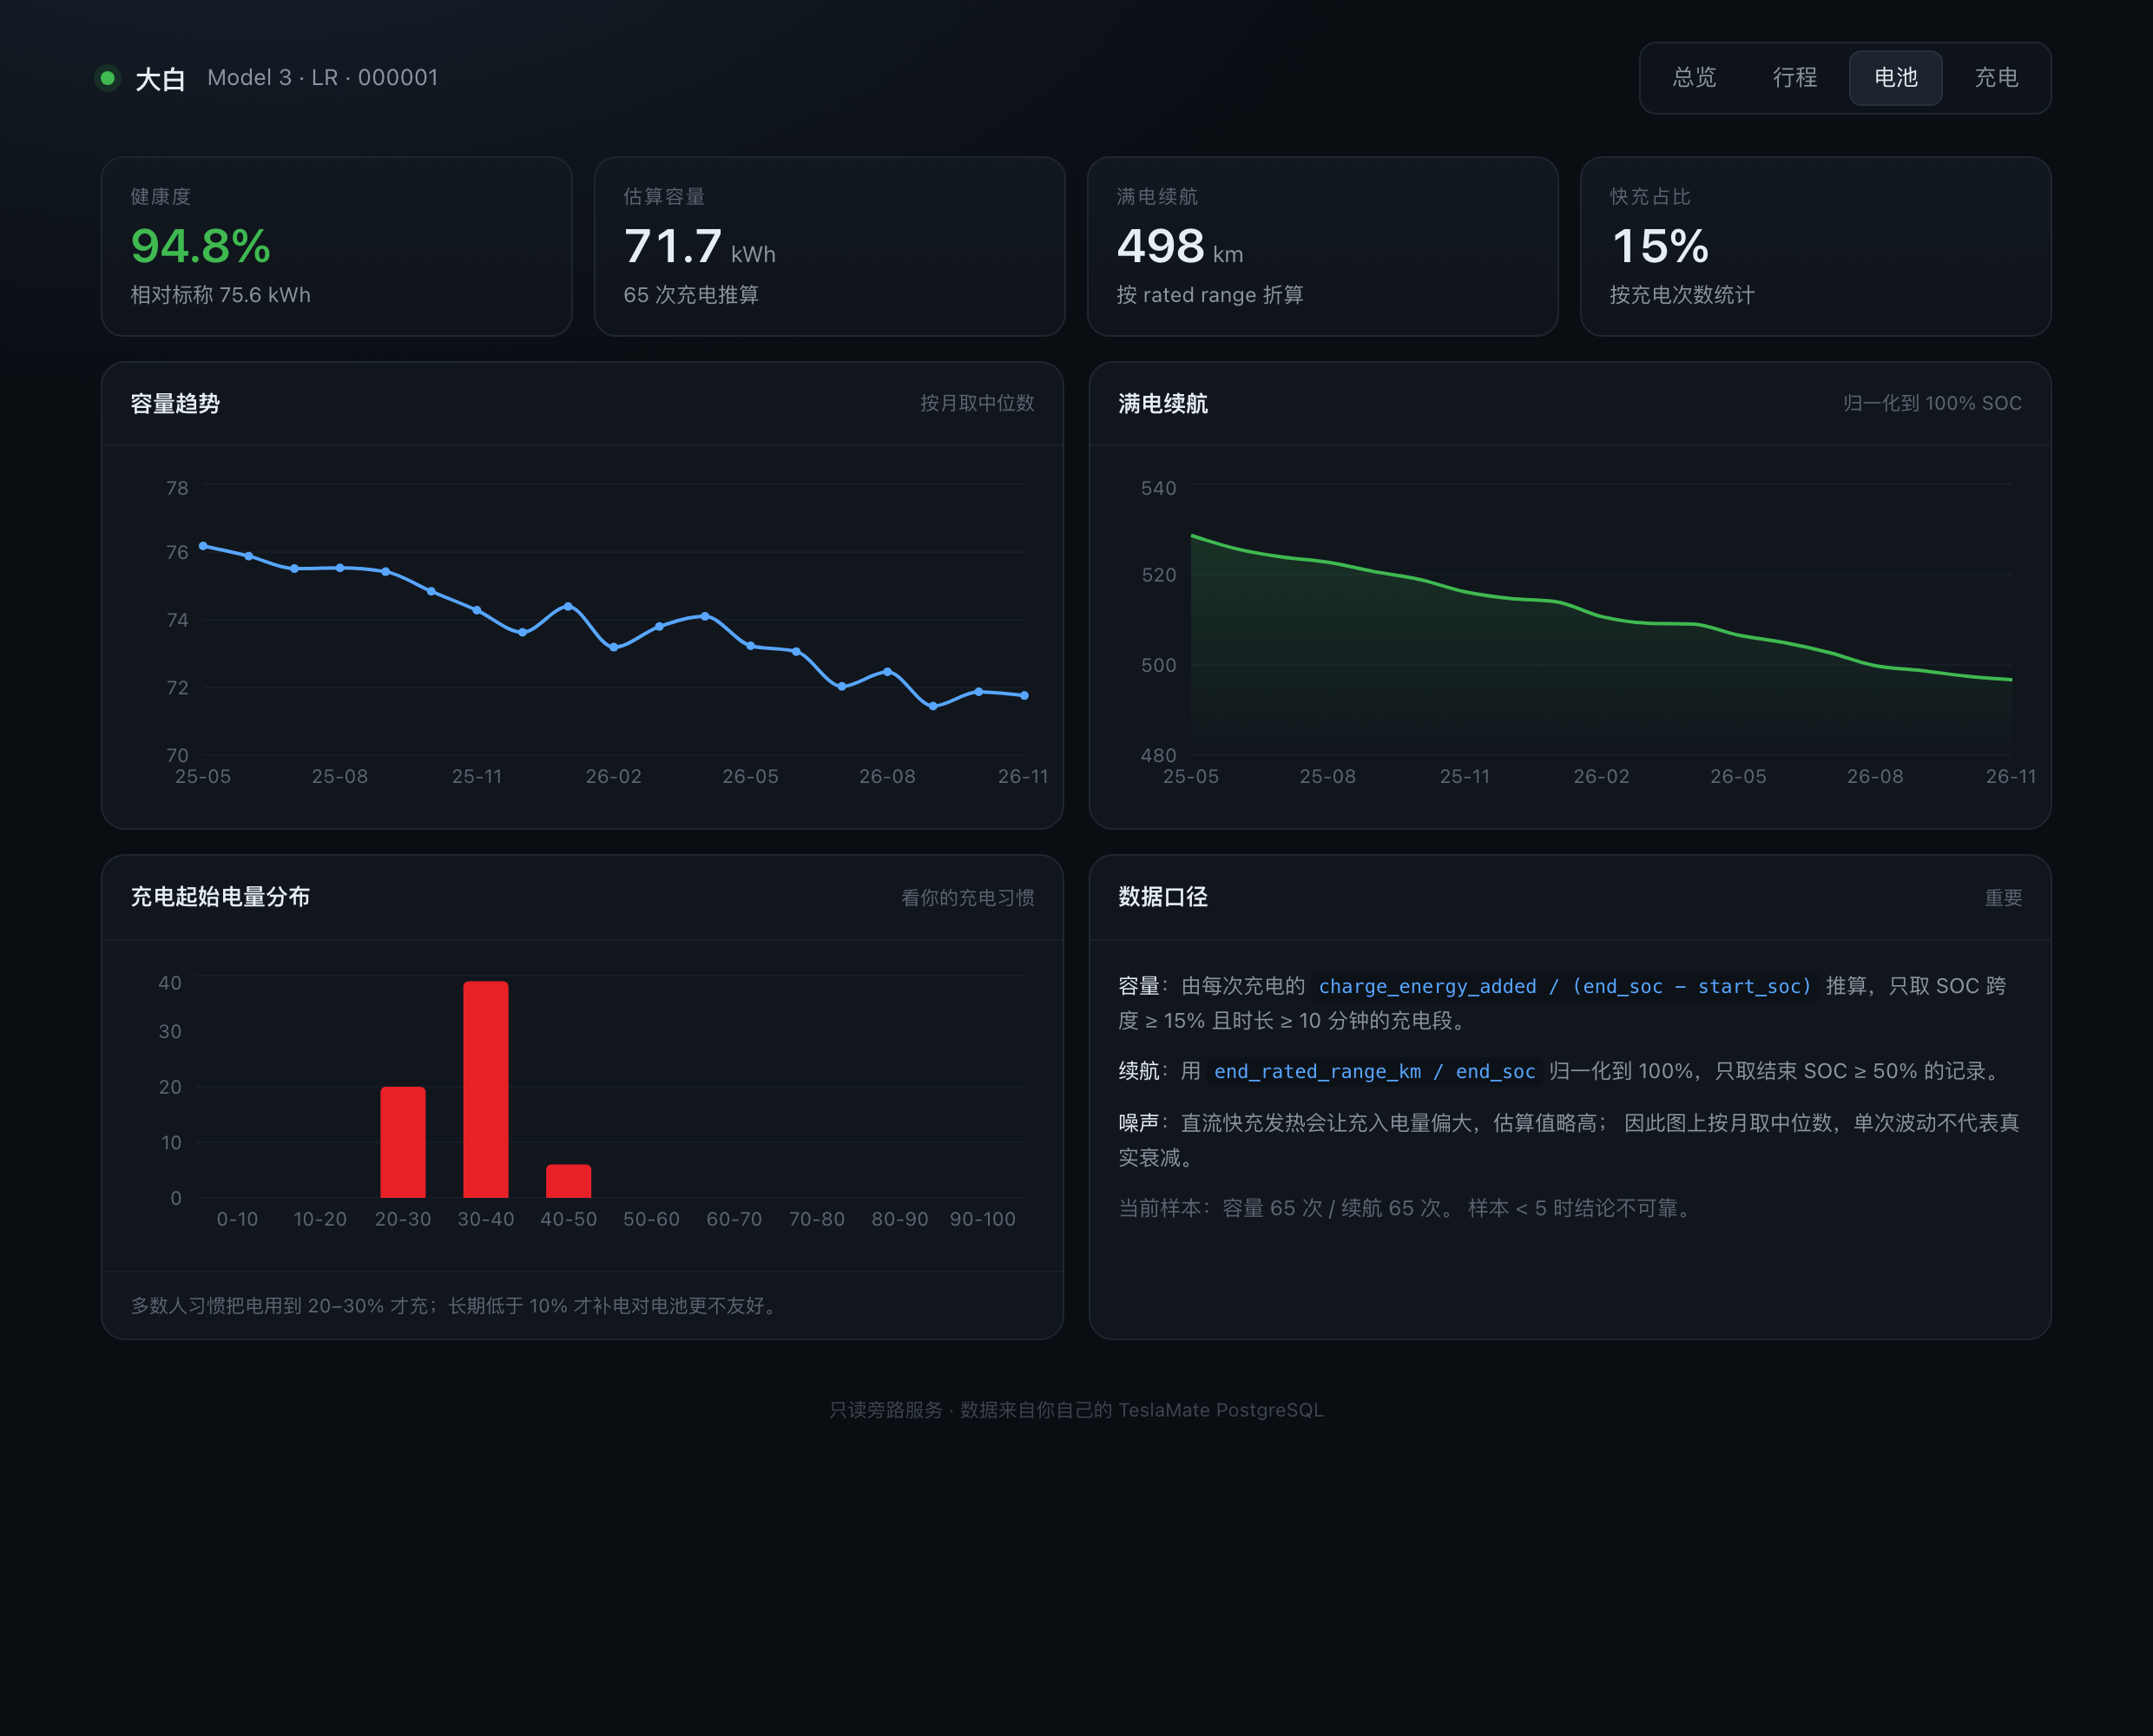 大白 Model 3 · LR · 000001
总览 行程 电池 充电
健康度
94.8%
相对标称 75.6 kWh
估算容量
71.7 kWh
65 次充电推算
满电续航
498 km
按 rated range 折算
快充占比
15%
按充电次数统计
容量趋势 按月取中位数
78
76
74
72
70
25-05 25-08 25-11 26-02 26-05 26-08 26-11
满电续航 归一化到 100% SOC
540
520
500
480
25-05 25-08 25-11 26-02 26-05 26-08 26-11
充电起始电量分布 看你的充电习惯
40
30
20
10
0
0-10 10-20 20-30 30-40 40-50 50-60 60-70 70-80 80-90 90-100
多数人习惯把电用到 20–30% 才充；长期低于 10% 才补电对电池更不友好。
数据口径 重要
容量：由每次充电的 charge_energy_added / (end_soc − start_soc) 推算，只取 SOC 跨
度 ≥ 15% 且时长 ≥ 10 分钟的充电段。
续航：用 end_rated_range_km / end_soc 归一化到 100%，只取结束 SOC ≥ 50% 的记录。
噪声：直流快充发热会让充入电量偏大，估算值略高； 因此图上按月取中位数，单次波动不代表真
实衰减。
当前样本：容量 65 次 / 续航 65 次。 样本 < 5 时结论不可靠。
只读旁路服务 · 数据来自你自己的 TeslaMate PostgreSQL